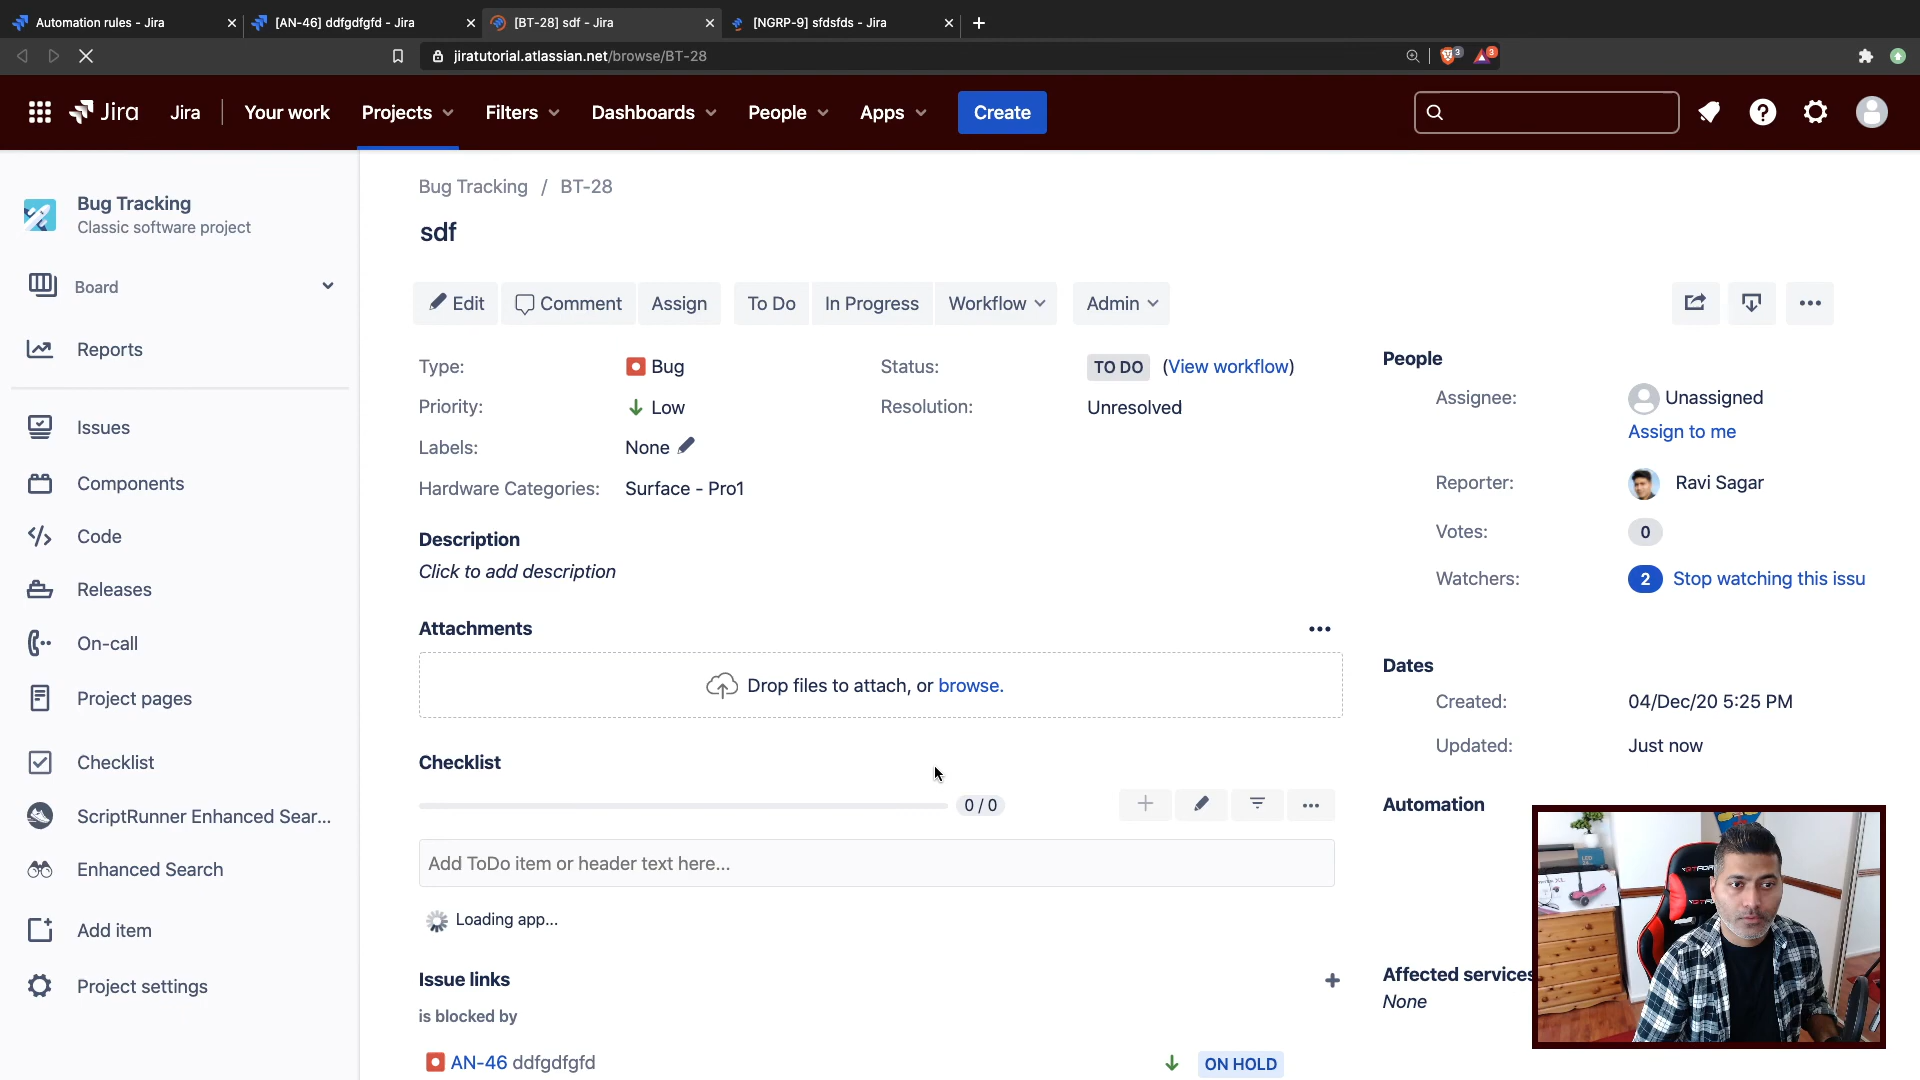 Automation rules - Jira
[AN-46] ddfgdfgfd - Jira
[BT-28] sdf - Jira
[NGRP-9] sfdsfds - Jira
jiratutorial.atlassian.net/browse/BT-28
3
3
Jira
Jira
Your work
Projects
Filters
Dashboards
People
Apps
Create
Bug Tracking
Classic software project
Board
Reports
Issues
Components
Code
Releases
On-call
Project pages
Checklist
ScriptRunner Enhanced Sear...
Enhanced Search
Add item
Project settings
Bug Tracking / BT-28
sdf
Edit
Comment
Assign
To Do
In Progress
Workflow
Admin
Type:
Bug
Status:
TO DO
(View workflow)
Priority:
Low
Resolution:
Unresolved
Labels:
None
Hardware Categories:
Surface - Pro1
Description
Click to add description
Attachments
Drop files to attach, or browse.
Checklist
0 / 0
Add ToDo item or header text here...
Loading app...
Issue links
is blocked by
AN-46 ddfgdfgfd
ON HOLD
People
Assignee:
Unassigned
Assign to me
Reporter:
Ravi Sagar
Votes:
0
Watchers:
2
Stop watching this issu
Dates
Created:
04/Dec/20 5:25 PM
Updated:
Just now
Automation
Affected services
None